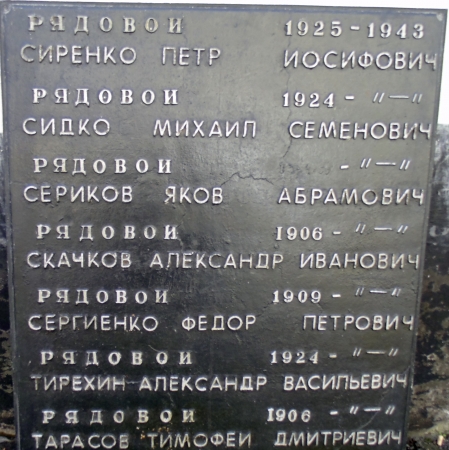 РЯДОВОЙ 1925-1943
СИРЕНКО ПЕТР ИОСИФОВИЧ
РЯДОВОЙ 1924 - "—"
СИДКО МИХАИЛ СЕМЕНОВИЧ
РЯДОВОЙ - "—"
СЕРИКОВ ЯКОВ АБРАМОВИЧ
РЯДОВОЙ 1906 - "—"
СКАЧКОВ АЛЕКСАНДР ИВАНОВИЧ
РЯДОВОЙ 1909 - "—"
СЕРГИЕНКО ФЕДОР ПЕТРОВИЧ
РЯДОВОЙ 1924 - "—"
ТИРЕХИН АЛЕКСАНДР ВАСИЛЬЕВИЧ
РЯДОВОЙ 1906 - "—"
ТАРАСОВ ТИМОФЕЙ ДМИТРИЕВИЧ